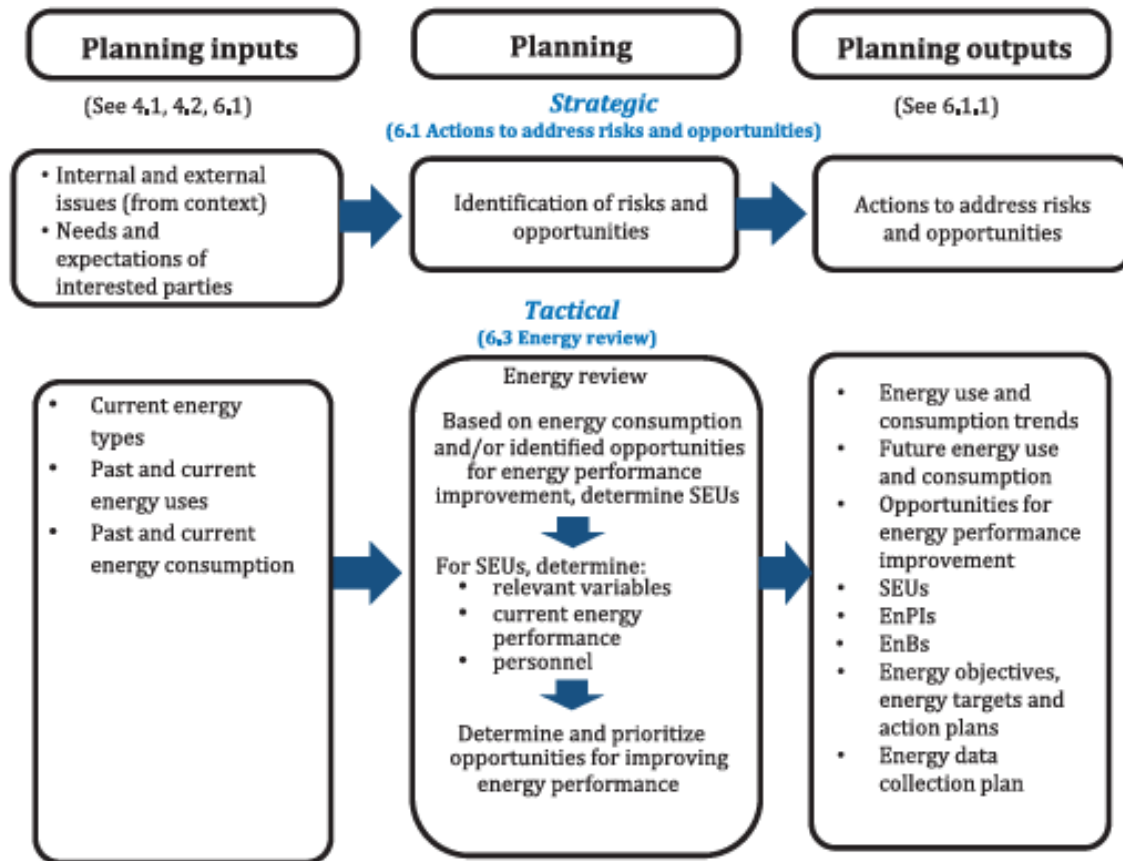 Planning inputs
Planning
Planning outputs
(See 4.1, 4.2, 6.1)
Strategic
(6.1 Actions to address risks and opportunities)
(See 6.1.1)
• Internal and external
issues (from context)
• Needs and
expectations of
interested parties
Identification of risks and
opportunities
Actions to address risks
and opportunities
Tactical
(6.3 Energy review)
• Current energy
types
• Past and current
energy uses
• Past and current
energy consumption
Energy review
Based on energy consumption
and/or identified opportunities
for energy performance
improvement, determine SEUs
For SEUs, determine:
• relevant variables
• current energy
performance
• personnel
Determine and prioritize
opportunities for improving
energy performance
• Energy use and
consumption trends
• Future energy use
and consumption
• Opportunities for
energy performance
improvement
• SEUs
• EnPIs
• EnBs
• Energy objectives,
energy targets and
action plans
• Energy data
collection plan